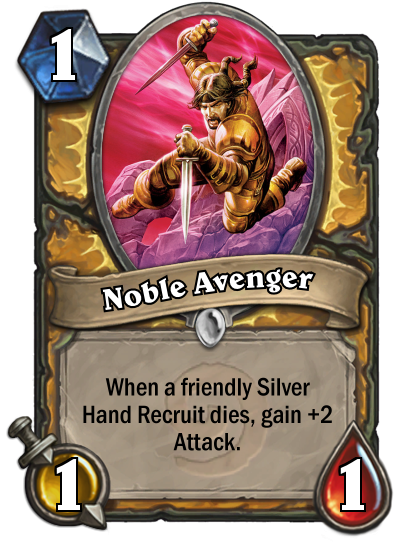 1
Noble Avenger
When a friendly Silver
Hand Recruit dies, gain +2
Attack.
1 1